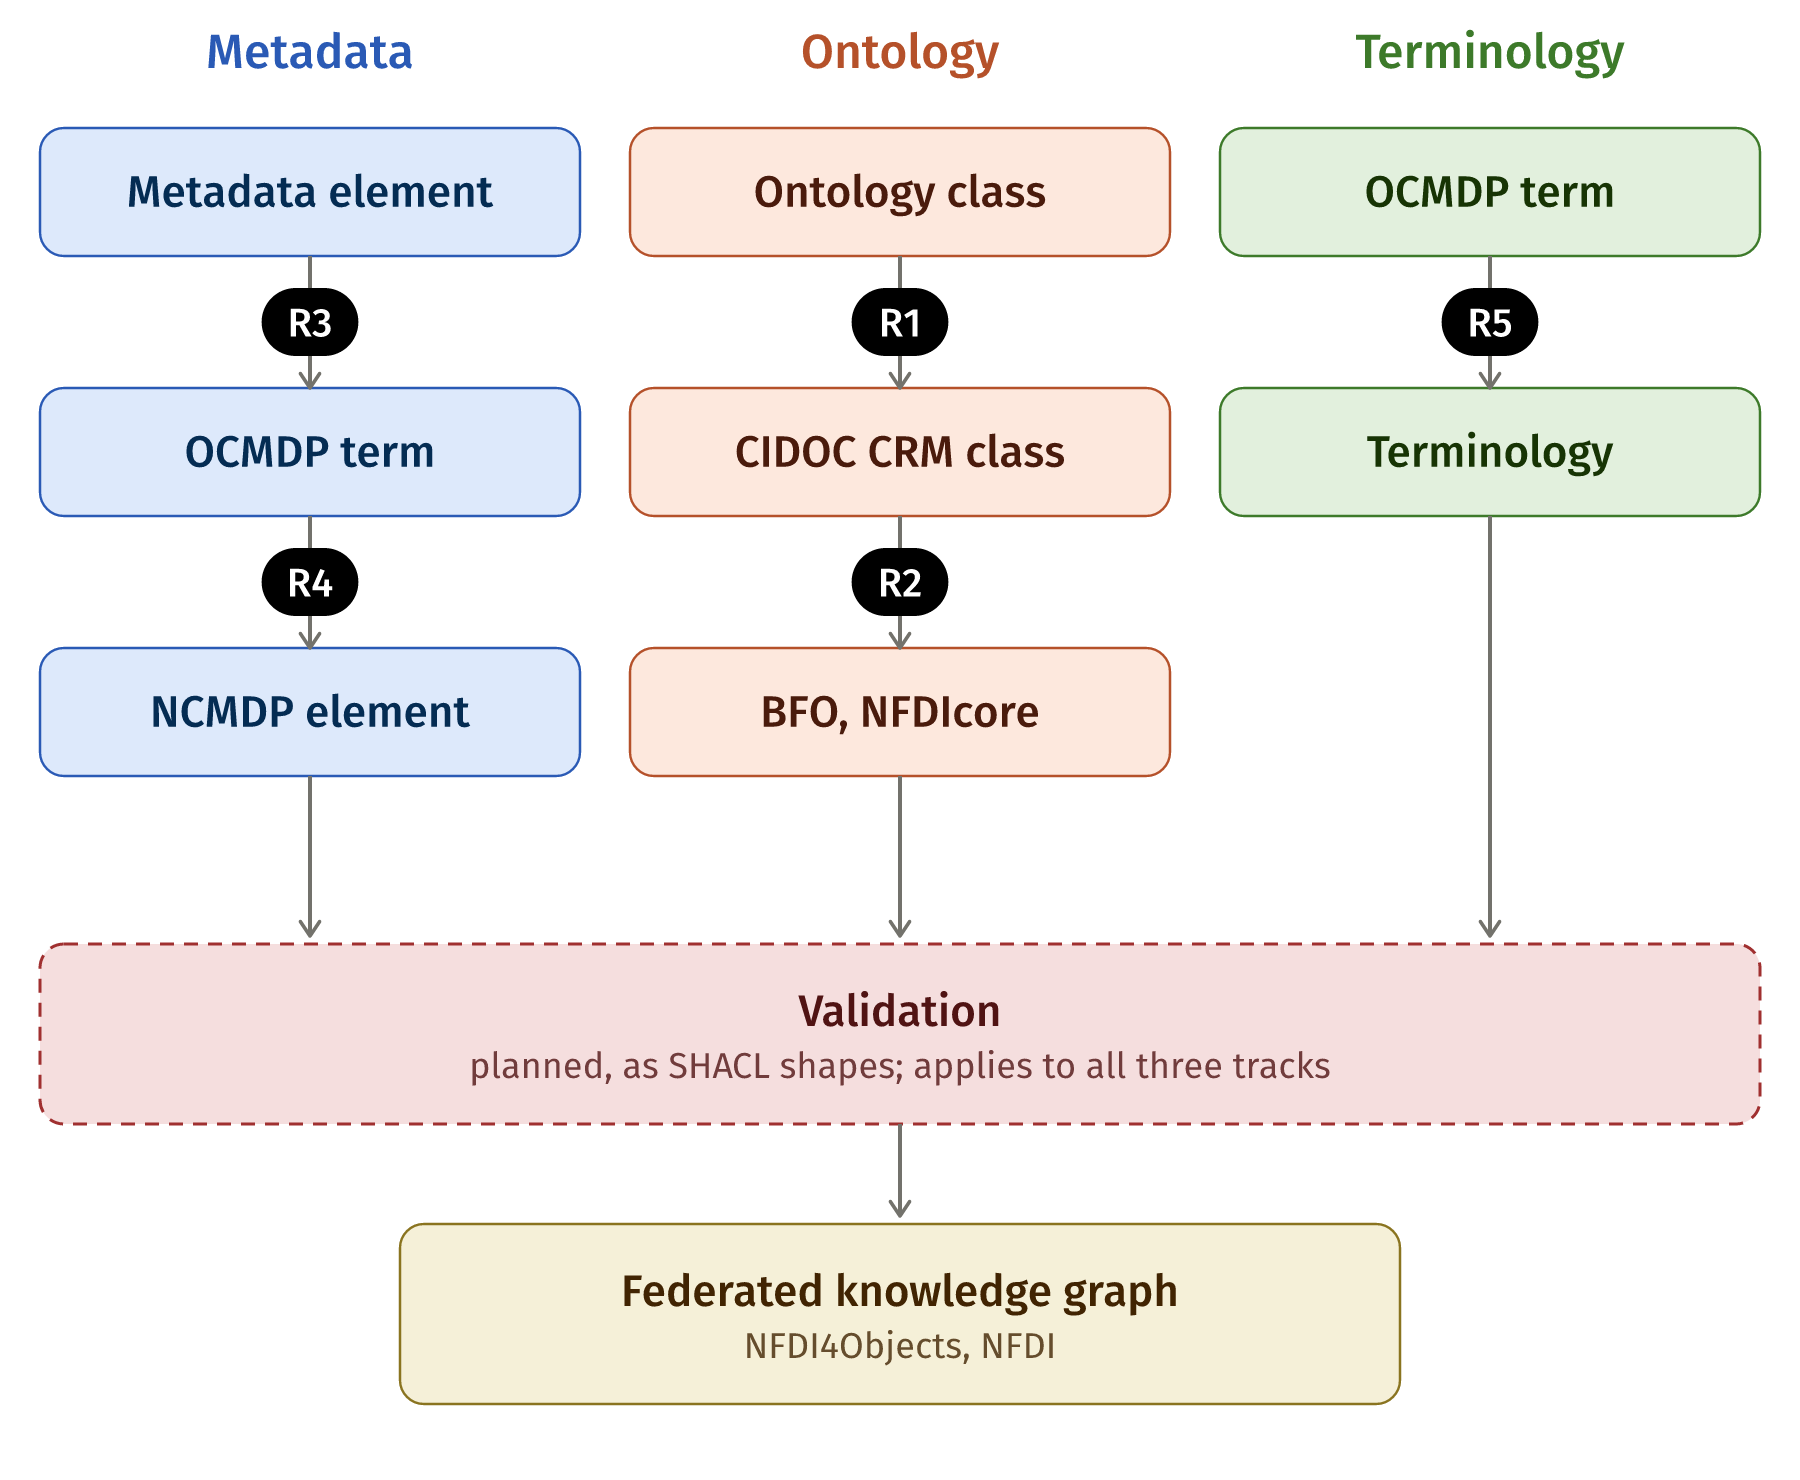 Metadata
Ontology
Terminology
Metadata element
Ontology class
OCMDP term
R3
R1
R5
OCMDP term
CIDOC CRM class
Terminology
R4
R2
NCMDP element
BFO, NFDIcore
Validation
planned, as SHACL shapes; applies to all three tracks
Federated knowledge graph
NFDI4Objects, NFDI